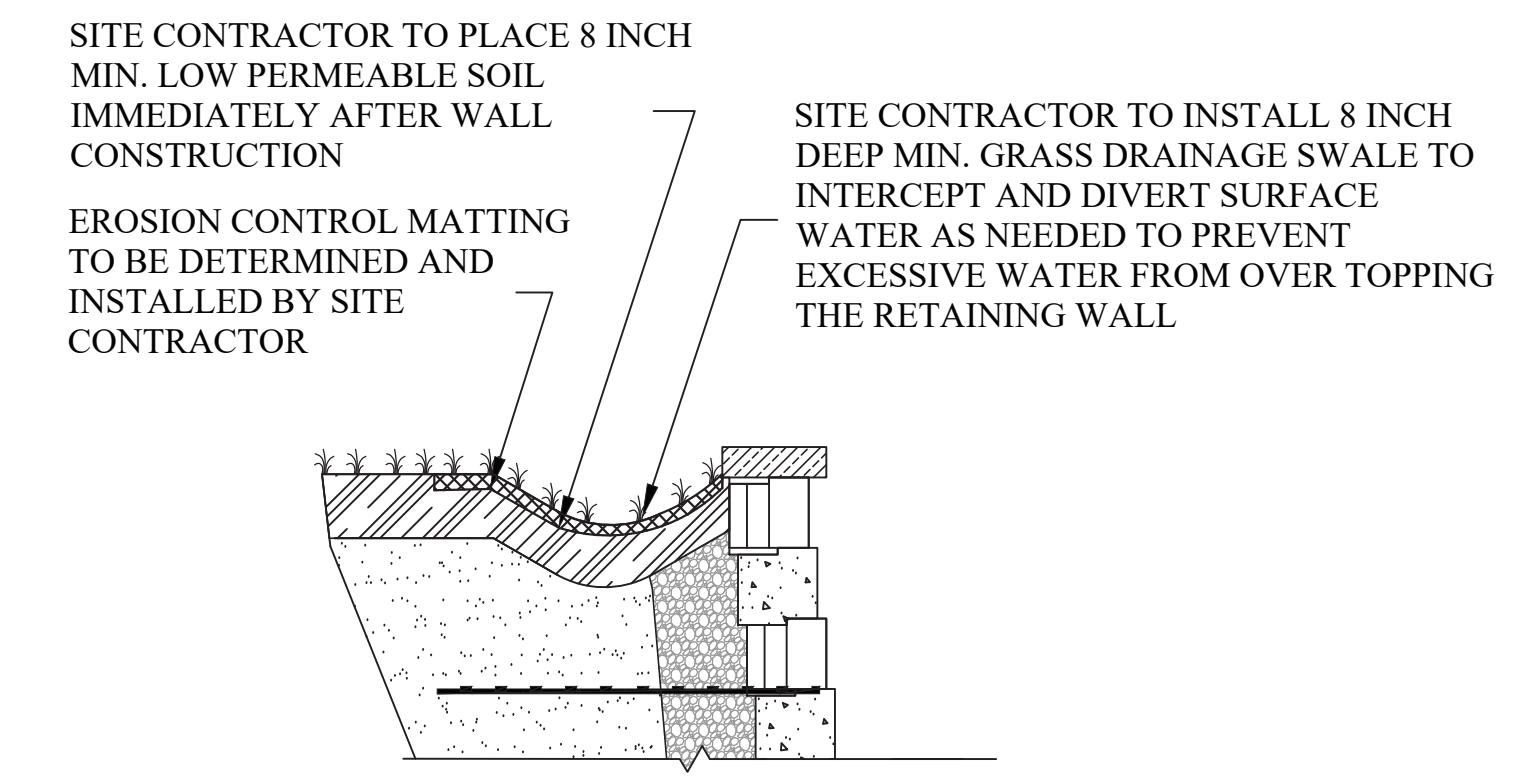 SITE CONTRACTOR TO PLACE 8 INCH
MIN. LOW PERMEABLE SOIL
IMMEDIATELY AFTER WALL
CONSTRUCTION
EROSION CONTROL MATTING
TO BE DETERMINED AND
INSTALLED BY SITE
CONTRACTOR
SITE CONTRACTOR TO INSTALL 8 INCH
DEEP MIN. GRASS DRAINAGE SWALE TO
INTERCEPT AND DIVERT SURFACE
WATER AS NEEDED TO PREVENT
EXCESSIVE WATER FROM OVER TOPPING
THE RETAINING WALL